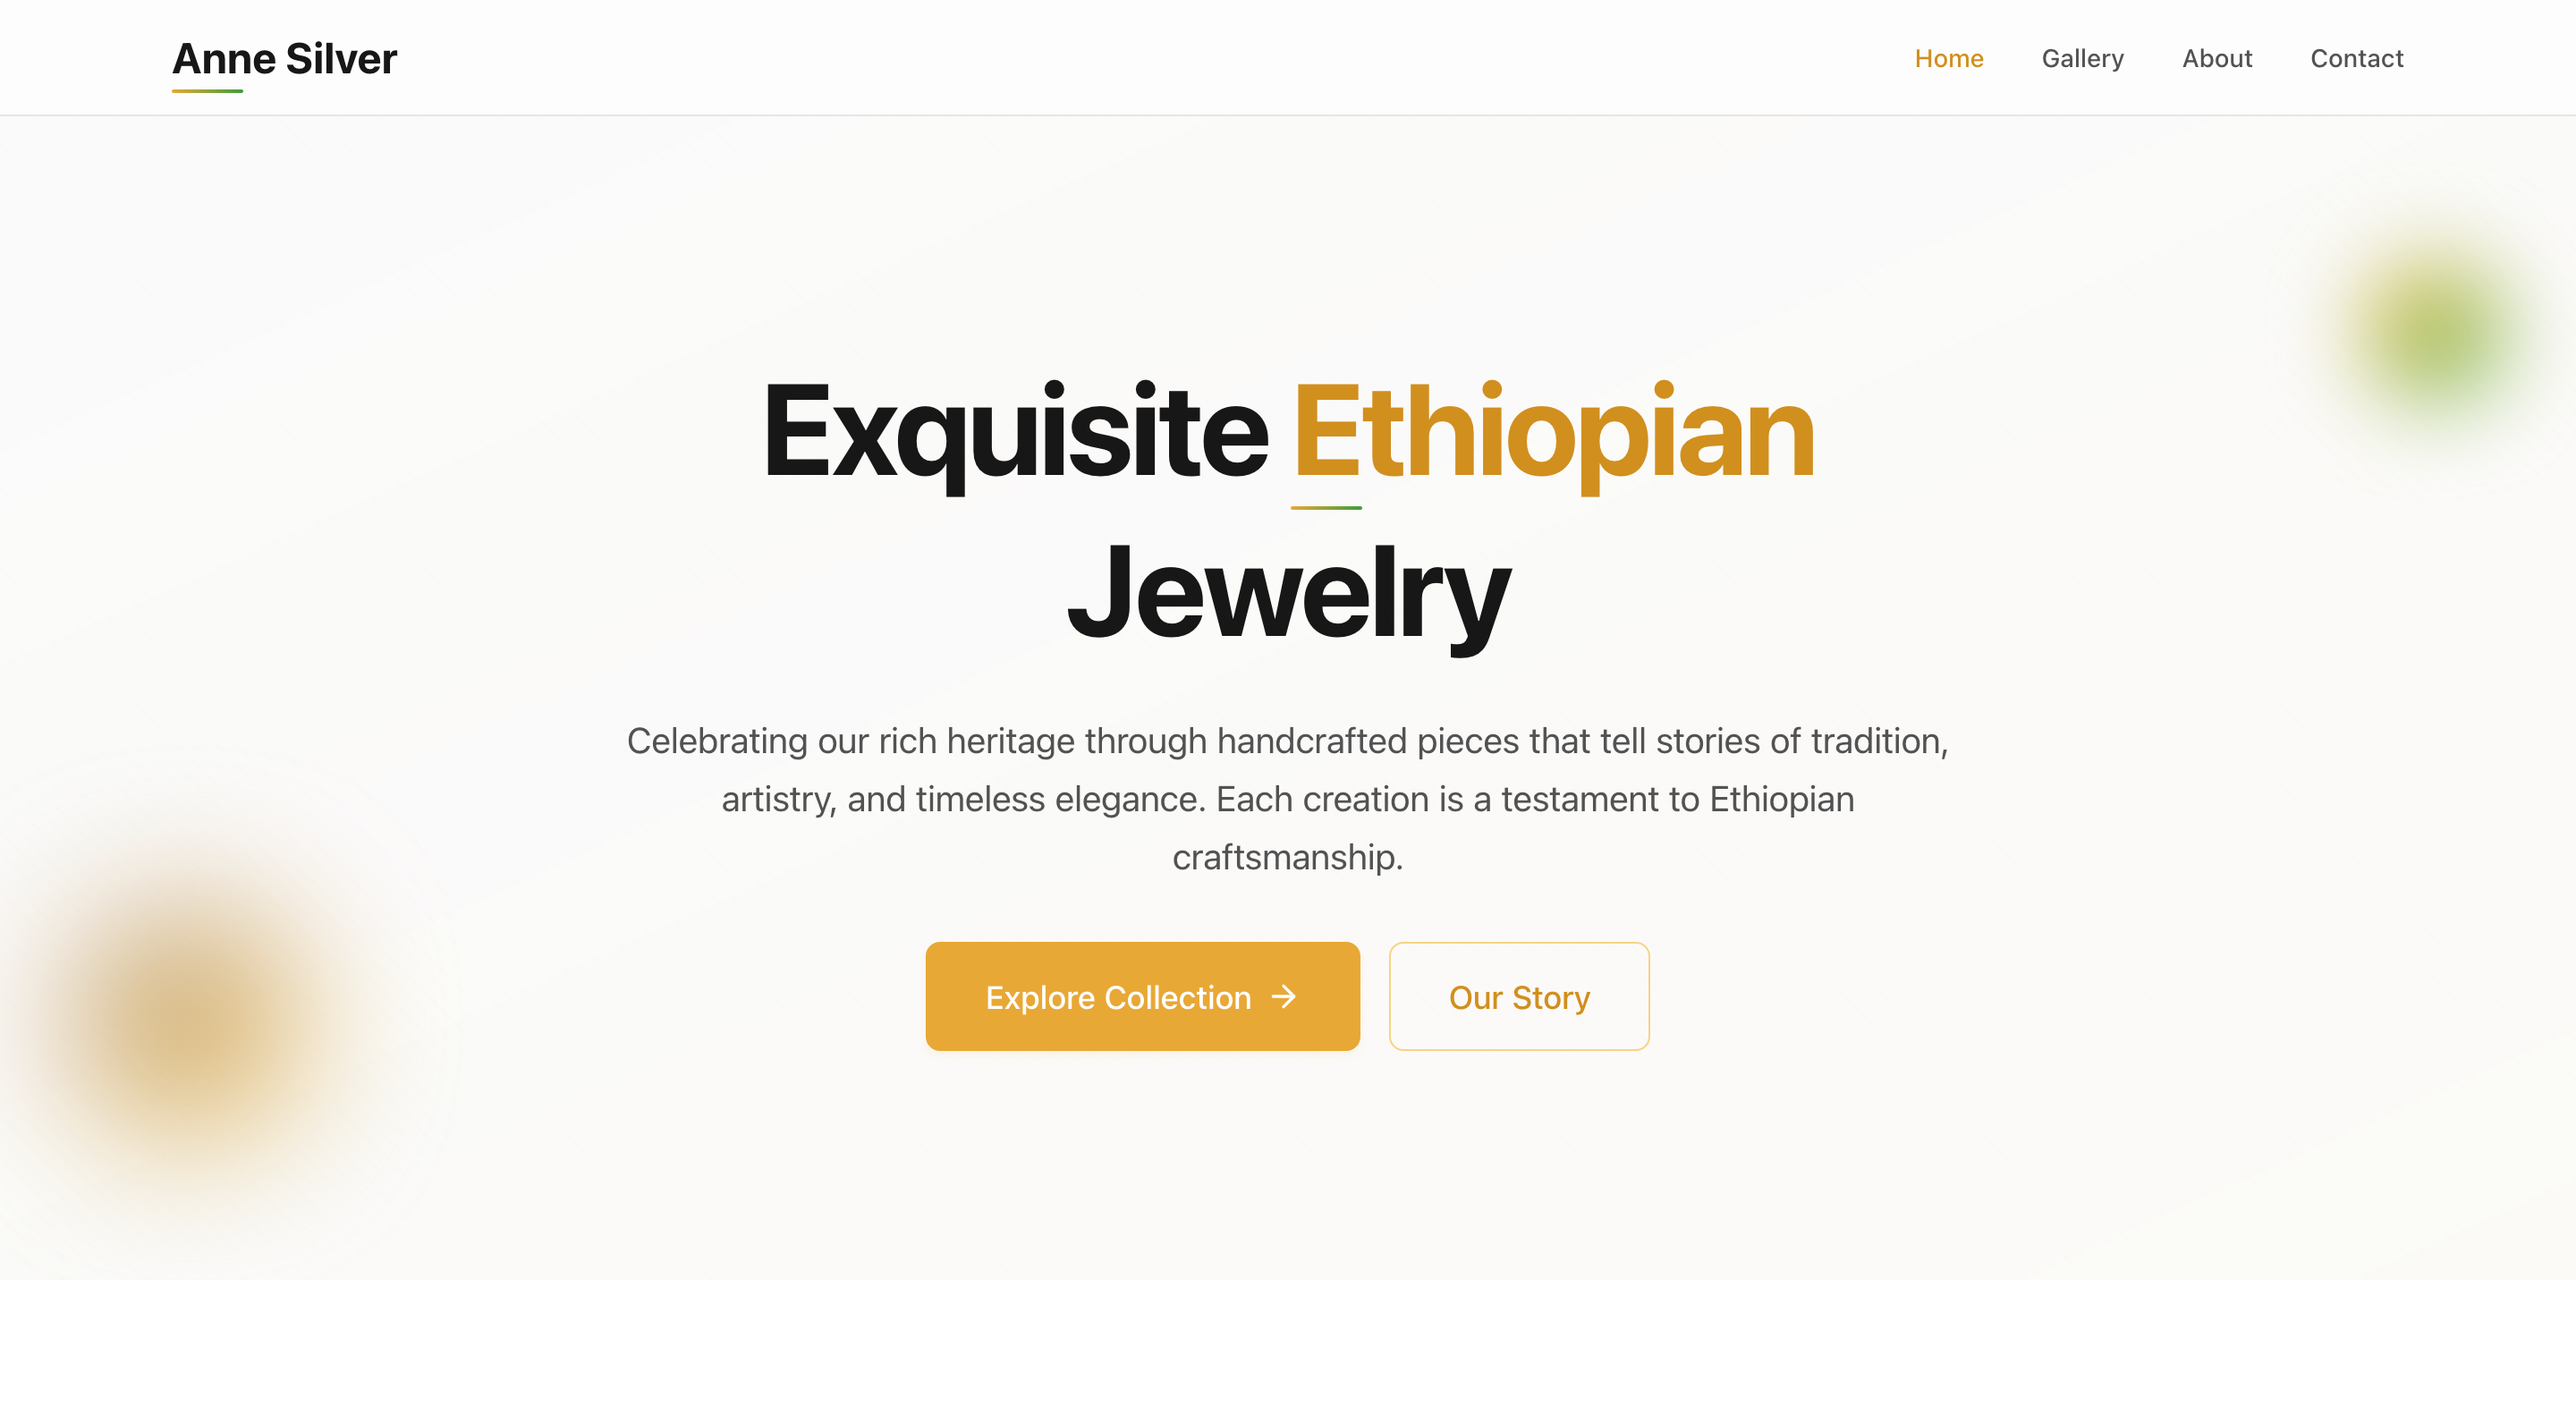 Anne Silver
Home Gallery About Contact
Exquisite Ethiopian
Jewelry
Celebrating our rich heritage through handcrafted pieces that tell stories of tradition,
artistry, and timeless elegance. Each creation is a testament to Ethiopian
craftsmanship.
Explore Collection →
Our Story